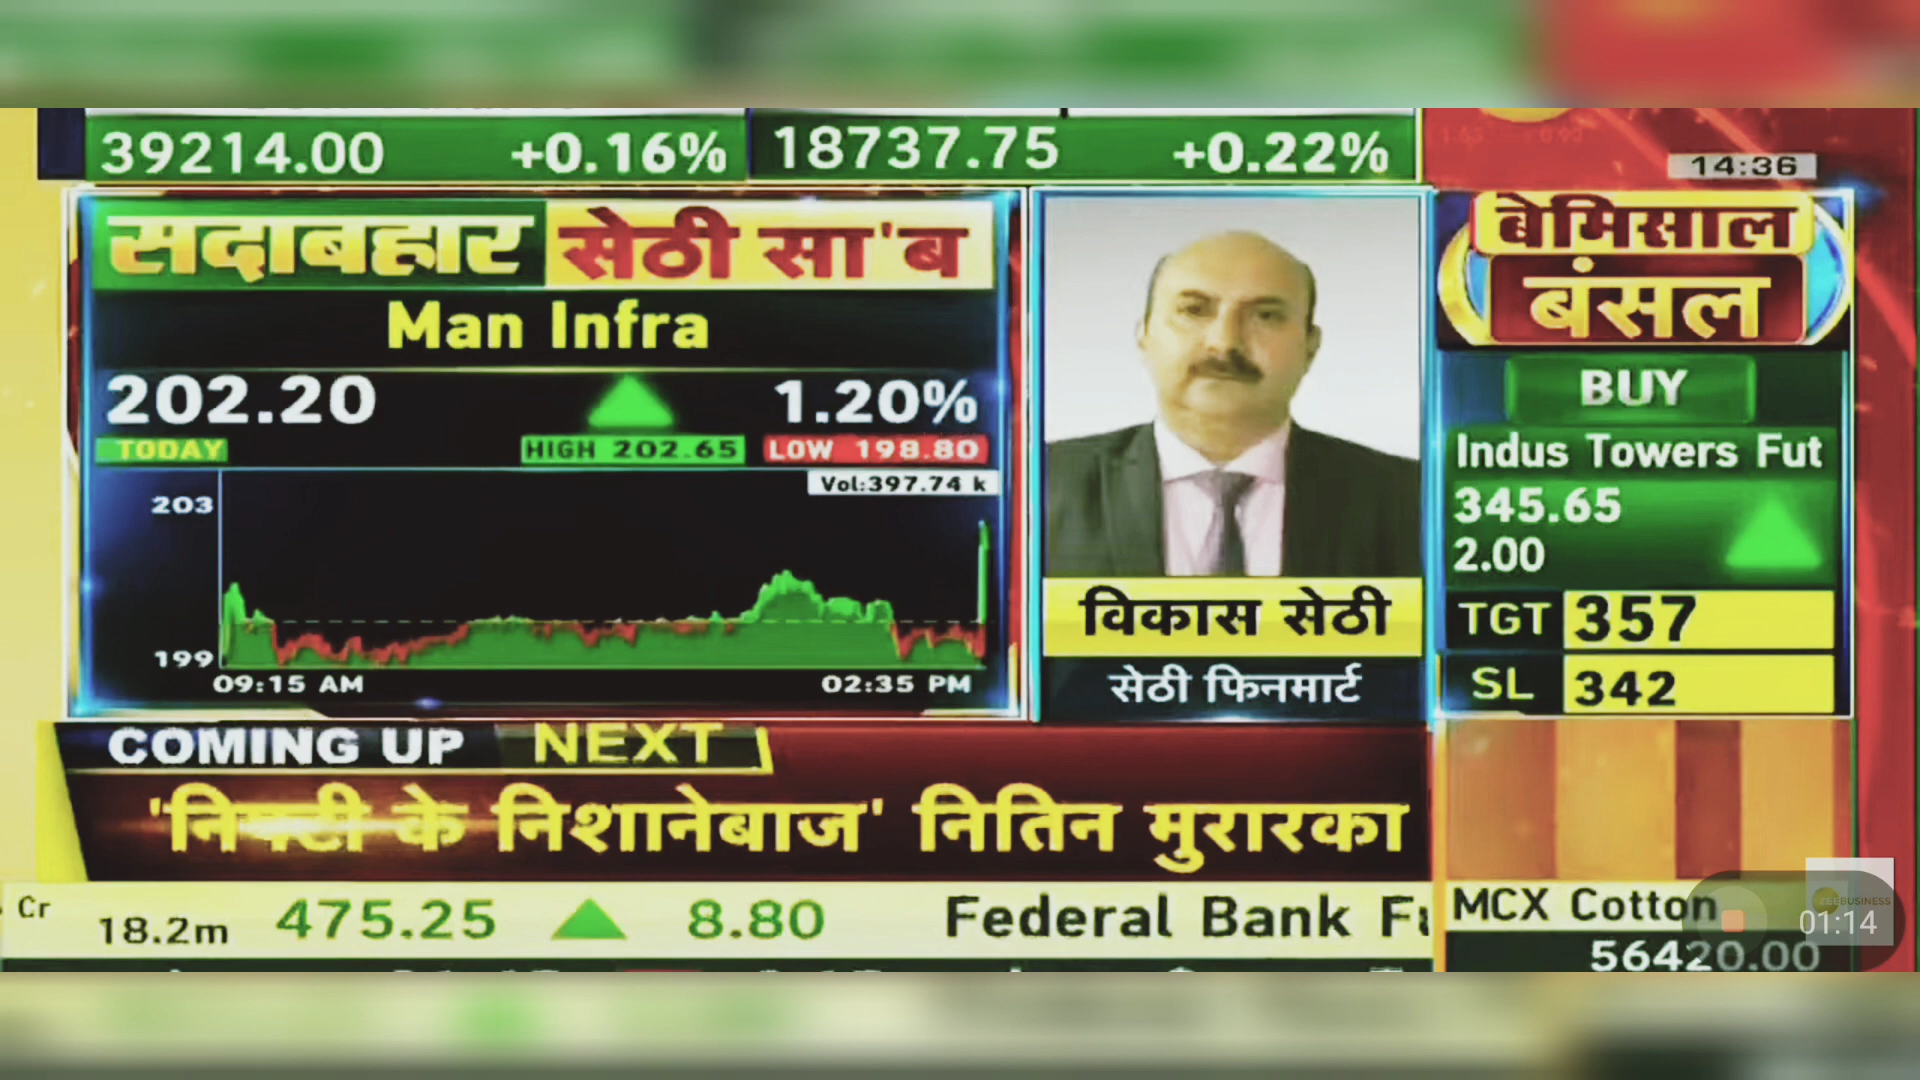 39214.00 +0.16% 18737.75 +0.22%
14:36
सदाबहार सेठी सा'ब
Man Infra
202.20 1.20%
TODAY HIGH 202.65 LOW 198.80
Vol:397.74 k
203
199
09:15 AM 02:35 PM
विकास सेठी
सेठी फिनमार्ट
बेमिसाल
बंसल
BUY
Indus Towers Fut
345.65
2.00
TGT 357
SL 342
COMING UP NEXT
'निफ्टी के निशानेबाज' नितिन मुरारका
Cr 18.2m 475.25 8.80 Federal Bank
MCX Cotton
56420.00
ZEEBUSINESS
01:14